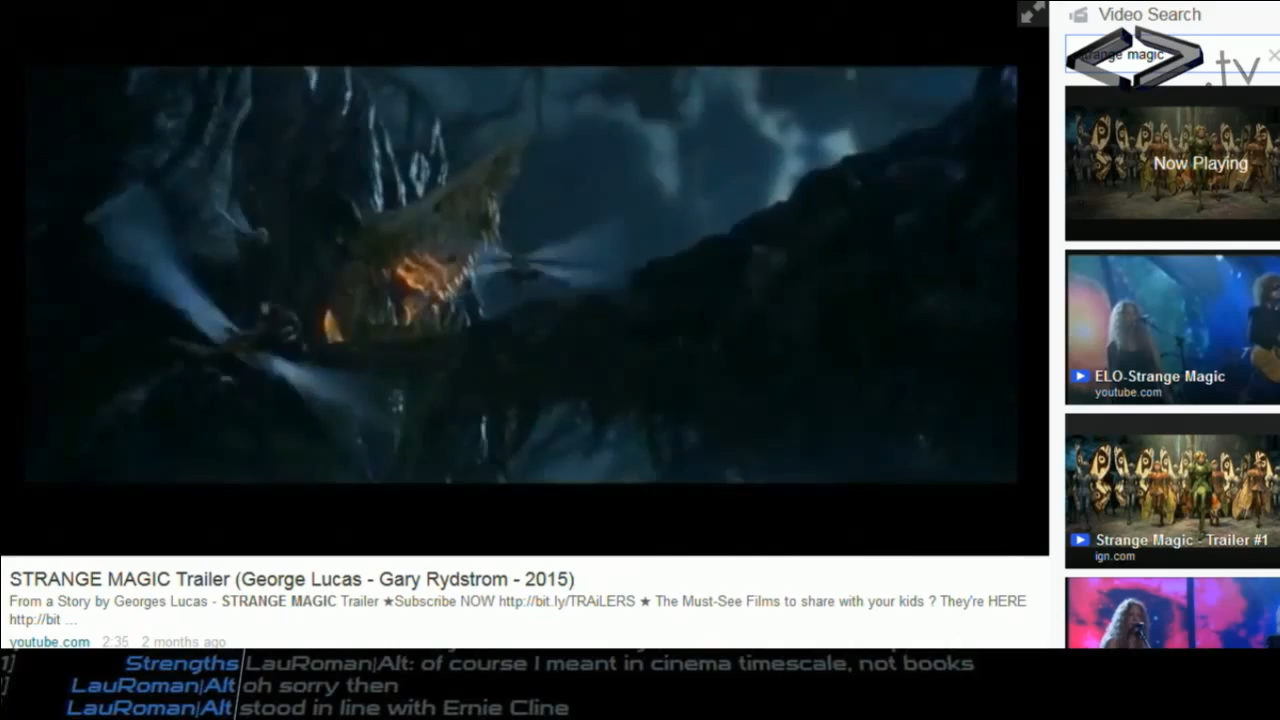 Video Search
strange magic
.tv
Now Playing
ELO-Strange Magic
youtube.com
Strange Magic - Trailer #1
ign.com
STRANGE MAGIC Trailer (George Lucas - Gary Rydstrom - 2015)
From a Story by Georges Lucas - STRANGE MAGIC Trailer ★Subscribe NOW http://bit.ly/TRAiLERS ★ The Must-See Films to share with your kids ? They're HERE
http://bit ...
youtube.com 2:35 2 months ago
1] Strengths LauRoman|Alt: of course I meant in cinema timescale, not books
] LauRoman|Alt oh sorry then
LauRoman|Alt stood in line with Ernie Cline